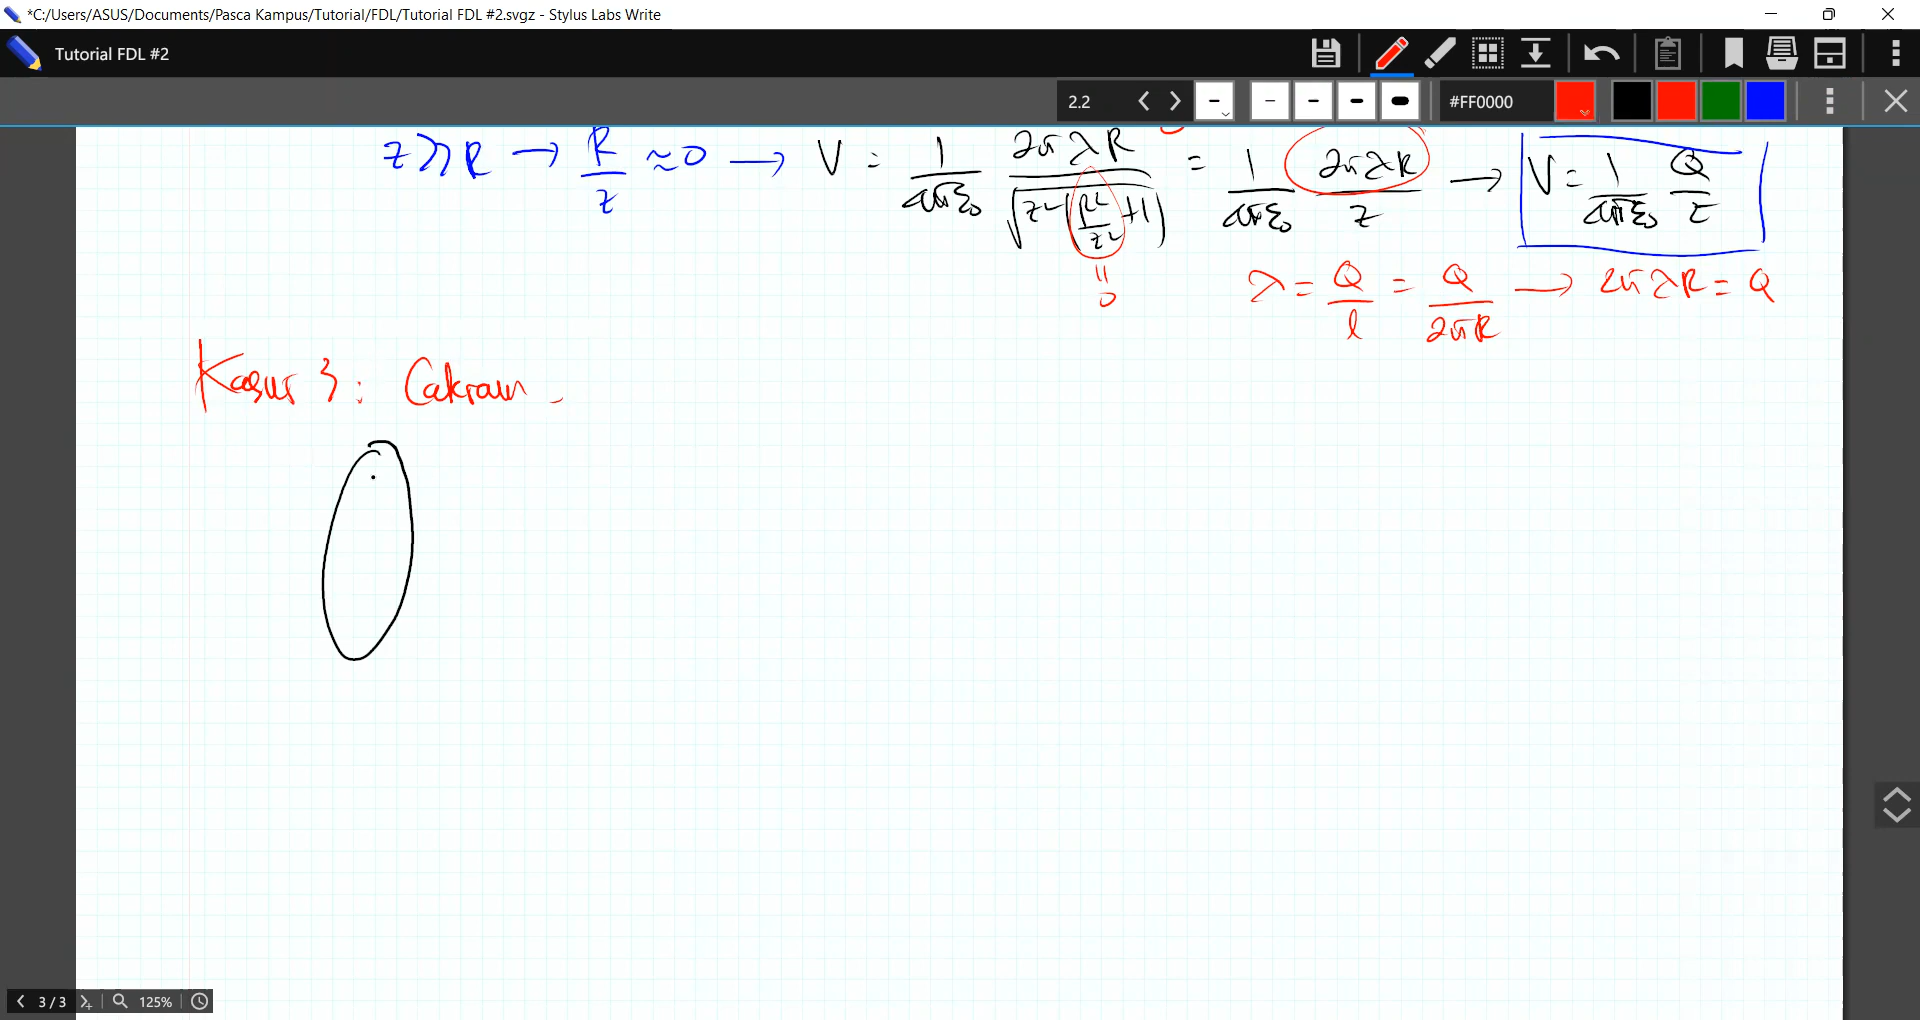 *C:/Users/ASUS/Documents/Pasca Kampus/Tutorial/FDL/Tutorial FDL #2.svgz - Stylus Labs Write
Tutorial FDL #2
2.2 #FF0000
z >> R → R/z ≈ 0 → V = 1/4πε₀ 2πλR/√(z²(R²/z² + 1)) = 1/4πε₀ 2πλR/z → V = 1/4πε₀ Q/z
= 0
λ = Q/l = Q/2πR → 2πλR = Q
Kasus 3 : Cakram
3/3 125%